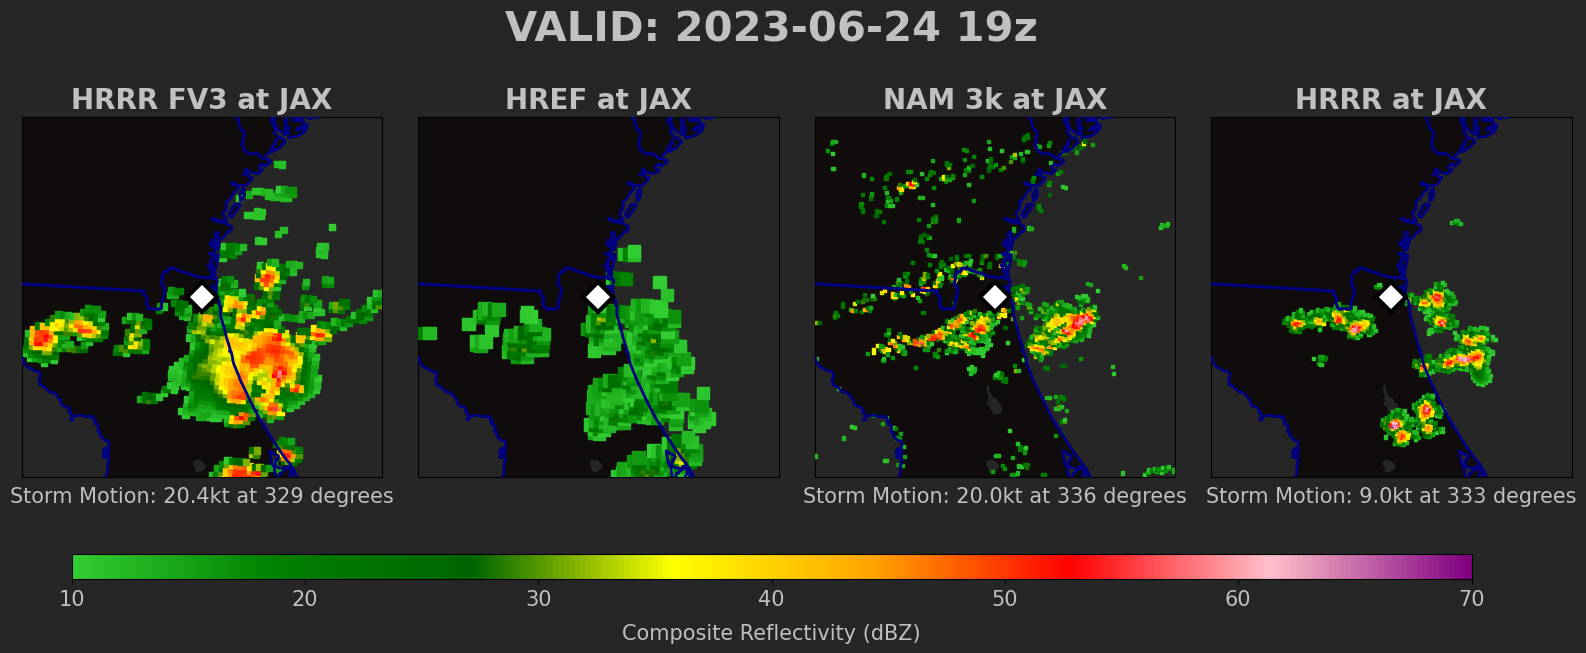 VALID: 2023-06-24 19z
HRRR FV3 at JAX
HREF at JAX
NAM 3k at JAX
HRRR at JAX
Storm Motion: 20.4kt at 329 degrees
Storm Motion: 20.0kt at 336 degrees
Storm Motion: 9.0kt at 333 degrees
10 20 30 40 50 60 70
Composite Reflectivity (dBZ)